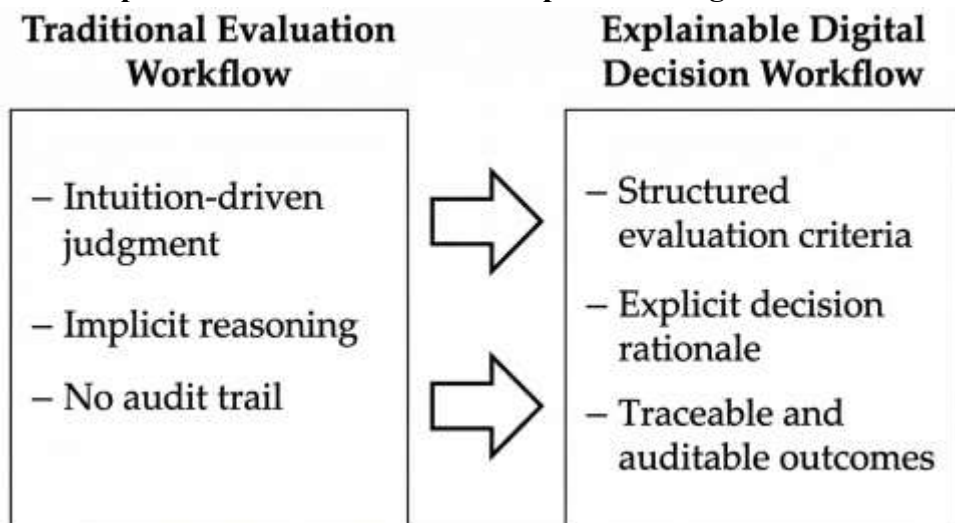 Traditional Evaluation
Workflow
– Intuition-driven
judgment
– Implicit reasoning
– No audit trail
Explainable Digital
Decision Workflow
– Structured
evaluation criteria
– Explicit decision
rationale
– Traceable and
auditable outcomes